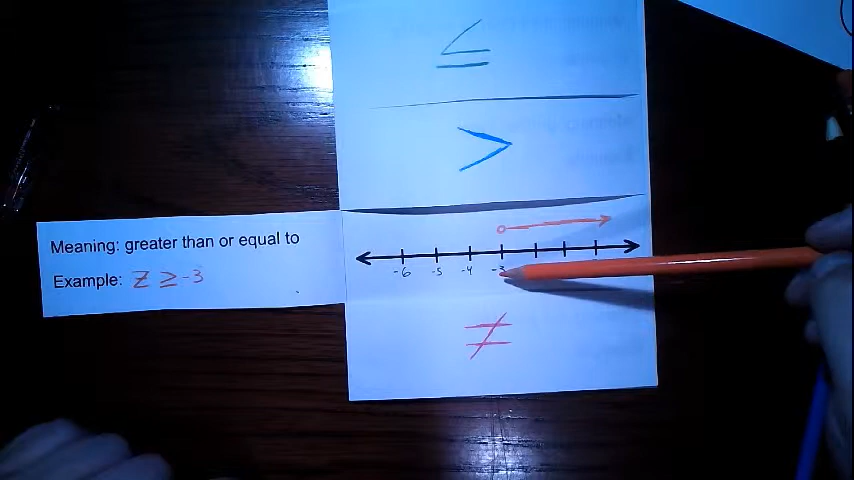 ≤
>
Meaning: greater than or equal to
Example: Z ≥ -3
-6 -5 -4 -3
≠